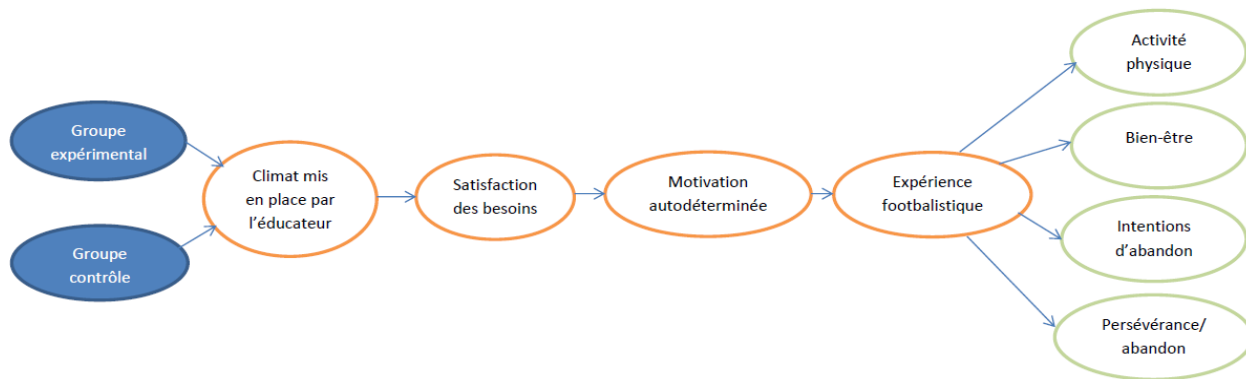 Groupe
expérimental
Groupe
contrôle
Climat mis
en place par
l'éducateur
Satisfaction
des besoins
Motivation
autodéterminée
Expérience
footbalistique
Activité
physique
Bien-être
Intentions
d'abandon
Persévérance/
abandon